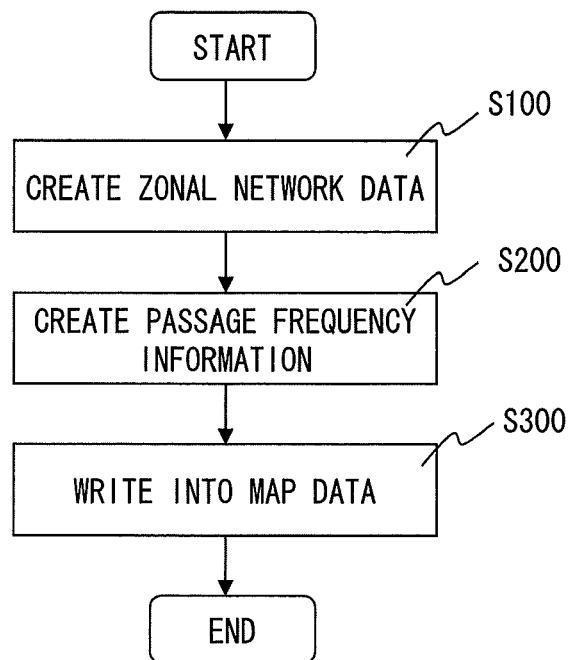 START
S100
CREATE ZONAL NETWORK DATA
S200
CREATE PASSAGE FREQUENCY
INFORMATION
S300
WRITE INTO MAP DATA
END